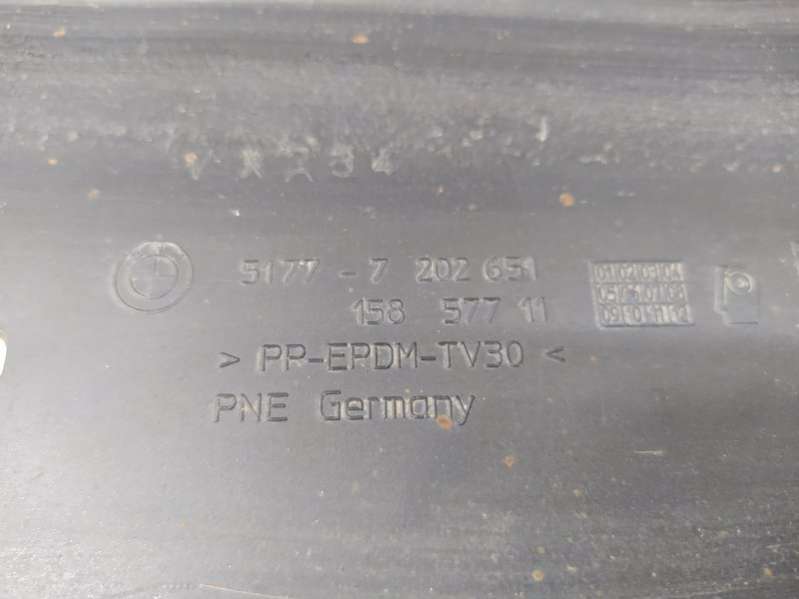 5177 - 7 202 651
158 577 11
> PP-EPDM-TV30 <
PNE Germany